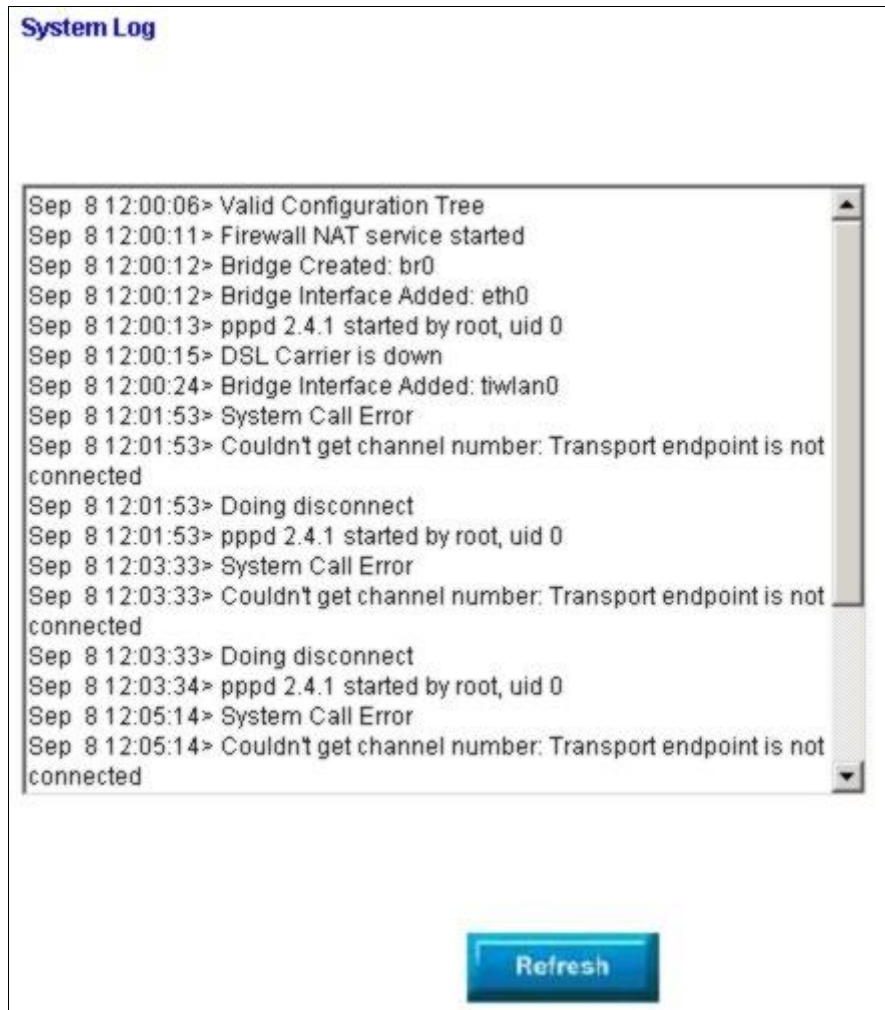 System Log
Sep  8 12:00:06> Valid Configuration Tree
Sep  8 12:00:11> Firewall NAT service started
Sep  8 12:00:12> Bridge Created: br0
Sep  8 12:00:12> Bridge Interface Added: eth0
Sep  8 12:00:13> pppd 2.4.1 started by root, uid 0
Sep  8 12:00:15> DSL Carrier is down
Sep  8 12:00:24> Bridge Interface Added: tiwlan0
Sep  8 12:01:53> System Call Error
Sep  8 12:01:53> Couldn't get channel number: Transport endpoint is not
connected
Sep  8 12:01:53> Doing disconnect
Sep  8 12:01:53> pppd 2.4.1 started by root, uid 0
Sep  8 12:03:33> System Call Error
Sep  8 12:03:33> Couldn't get channel number: Transport endpoint is not
connected
Sep  8 12:03:33> Doing disconnect
Sep  8 12:03:34> pppd 2.4.1 started by root, uid 0
Sep  8 12:05:14> System Call Error
Sep  8 12:05:14> Couldn't get channel number: Transport endpoint is not
connected
Refresh